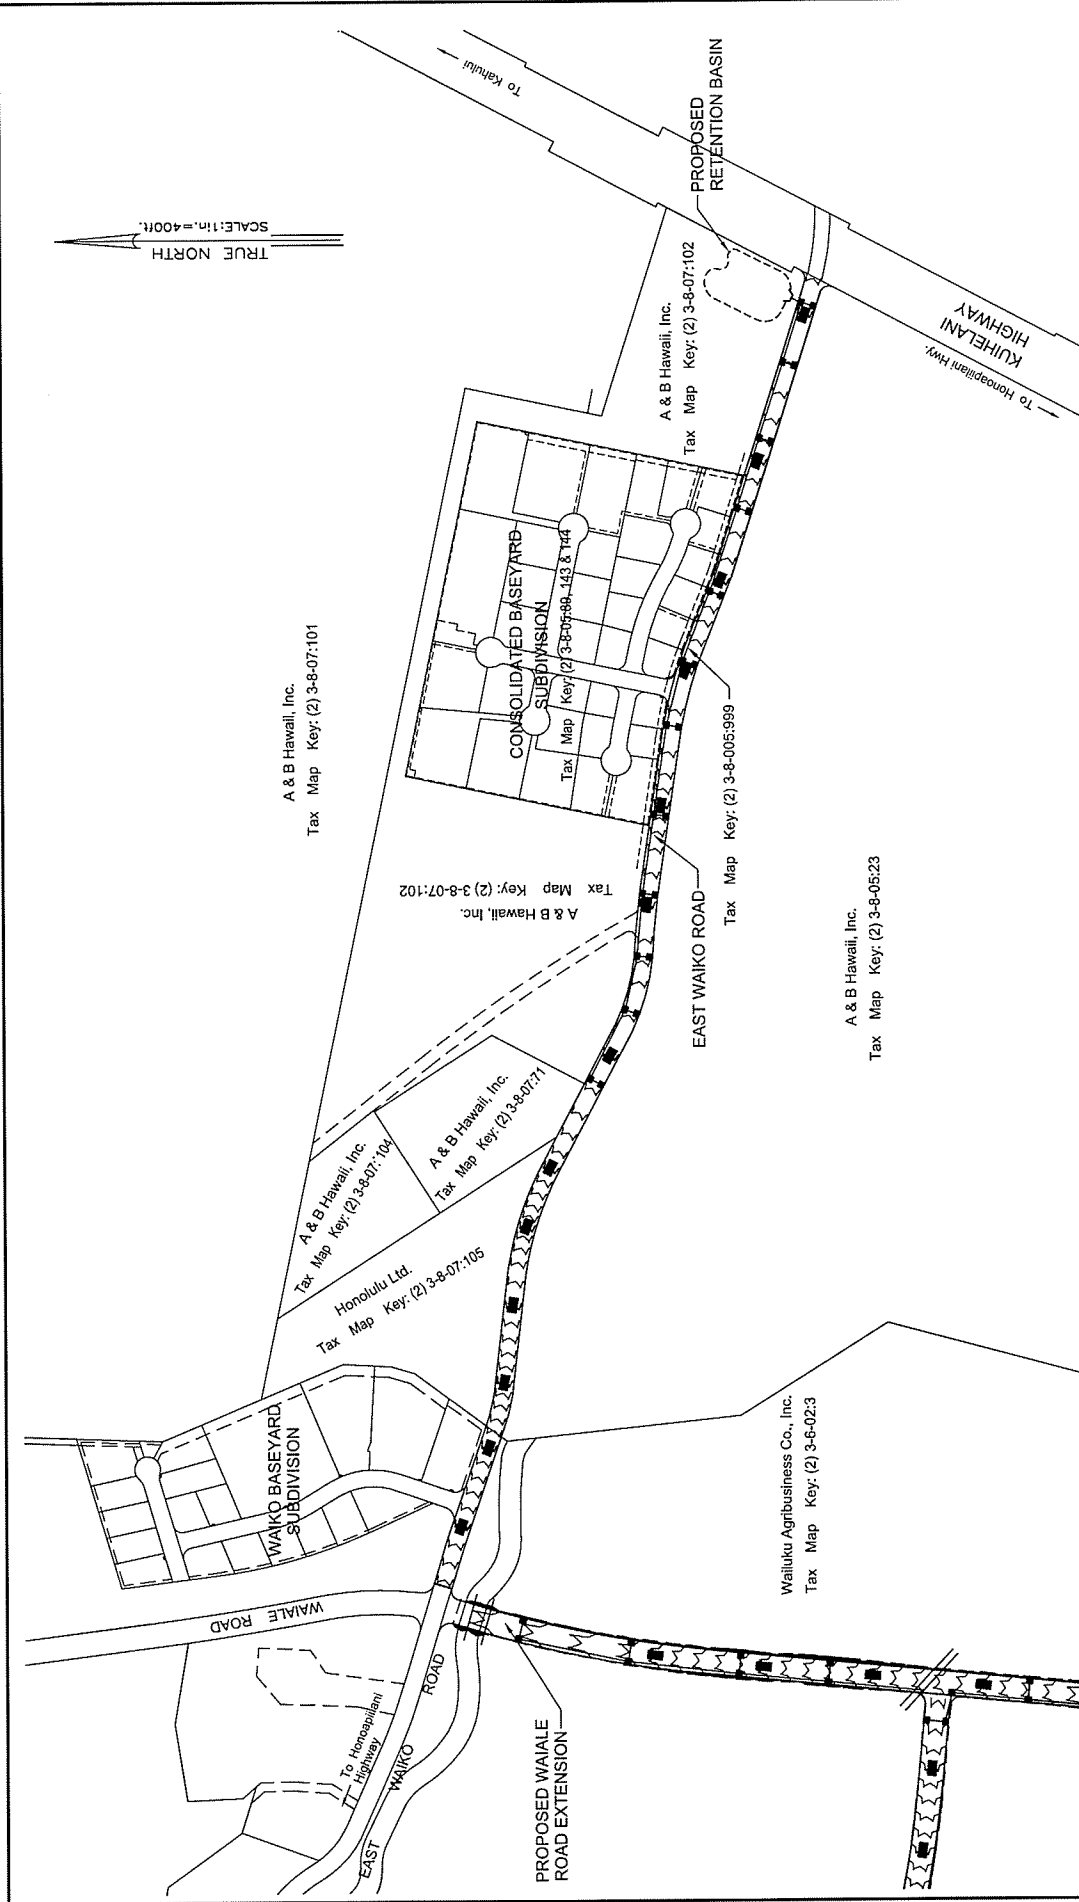 TRUE NORTH
SCALE:1in.=400ft.
To Kahului
PROPOSED
RETENTION BASIN
A & B Hawaii, Inc.
Tax Map Key: (2) 3-8-07:102
KUIHELANI
HIGHWAY
To Honoapiilani Hwy.
A & B Hawaii, Inc.
Tax Map Key: (2) 3-8-07:101
CONSOLIDATED BASEYARD
SUBDIVISION
Tax Map Key: (2) 3-8-05:89, 143 & 144
A & B Hawaii, Inc.
Tax Map Key: (2) 3-8-07:102
EAST WAIKO ROAD
Tax Map Key: (2) 3-8-005:999
A & B Hawaii, Inc.
Tax Map Key: (2) 3-8-05:23
A & B Hawaii, Inc.
Tax Map Key: (2) 3-8-07:71
A & B Hawaii, Inc.
Tax Map Key: (2) 3-8-07:104
Honolulu Ltd.
Tax Map Key: (2) 3-8-07:105
WAIKO BASEYARD
SUBDIVISION
Wailuku Agribusiness Co., Inc.
Tax Map Key: (2) 3-6-02:3
WAIALE ROAD
To Honoapiilani
Highway
EAST WAIKO ROAD
PROPOSED WAIALE
ROAD EXTENSION